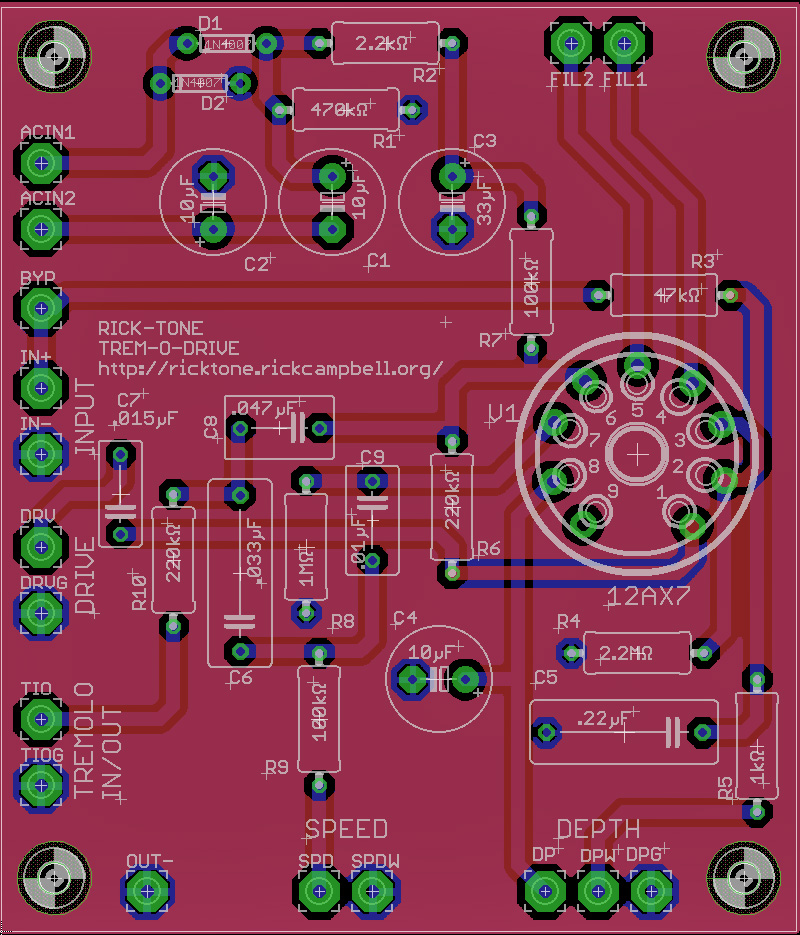 D1
1N4007
2.2kΩ
R2
FIL2 FIL1
1N4007
D2
470kΩ
R1
ACIN1
C3
10µF
10µF
33µF
ACIN2
C2
C1
BYP
100kΩ
R3
47kΩ
RICK-TONE
TREM-O-DRIVE
http://ricktone.rickcampbell.org/
R7
IN+
INPUT
IN-
C7
.015µF
C8
.047µF
V1
5
6
4
7
3
8
2
9
1
C9
.01µF
220kΩ
R6
DRV
DRIVE
DRVG
R10
220kΩ
.033µF
1MΩ
R8
C6
12AX7
C4
10µF
R4
2.2MΩ
C5
.22µF
TIO
TREMOLO
IN/OUT
TIOG
100kΩ
R9
R5
1kΩ
SPEED
DEPTH
OUT-
SPD SPDW
DP DPW DPG